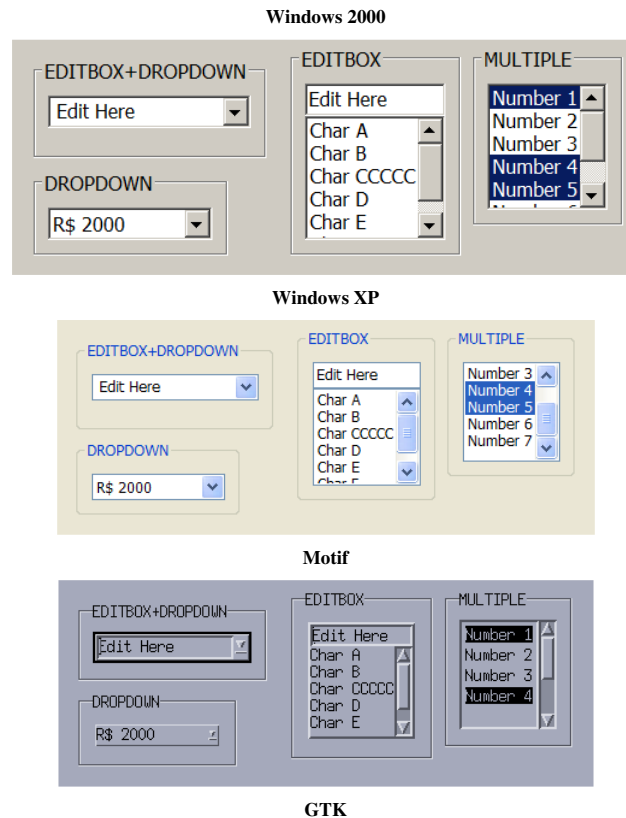 Windows 2000
EDITBOX+DROPDOWN
Edit Here
DROPDOWN
R$ 2000
EDITBOX
Edit Here
Char A
Char B
Char CCCCC
Char D
Char E
MULTIPLE
Number 1
Number 2
Number 3
Number 4
Number 5
Windows XP
EDITBOX+DROPDOWN
Edit Here
DROPDOWN
R$ 2000
EDITBOX
Edit Here
Char A
Char B
Char CCCCC
Char D
Char E
Char F
MULTIPLE
Number 3
Number 4
Number 5
Number 6
Number 7
Motif
EDITBOX+DROPDOWN
Edit Here
DROPDOWN
R$ 2000
EDITBOX
Edit Here
Char A
Char B
Char CCCCC
Char D
Char E
MULTIPLE
Number 1
Number 2
Number 3
Number 4
GTK